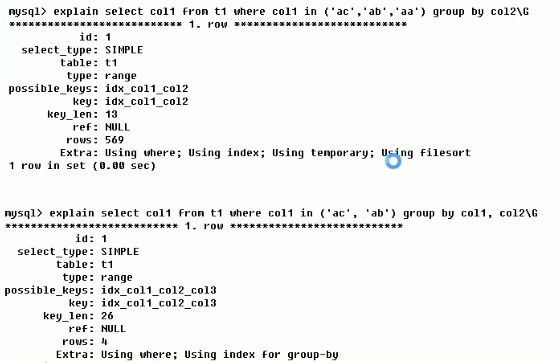 mysql> explain select col1 from t1 where col1 in ('ac','ab','aa') group by col2\G
*************************** 1. row ***************************
id: 1
select_type: SIMPLE
table: t1
type: range
possible_keys: idx_col1_col2
key: idx_col1_col2
key_len: 13
ref: NULL
rows: 569
Extra: Using where; Using index; Using temporary; Using filesort
1 row in set (0.00 sec)
mysql> explain select col1 from t1 where col1 in ('ac', 'ab') group by col1, col2\G
*************************** 1. row ***************************
id: 1
select_type: SIMPLE
table: t1
type: range
possible_keys: idx_col1_col2_col3
key: idx_col1_col2_col3
key_len: 26
ref: NULL
rows: 4
Extra: Using where; Using index for group-by